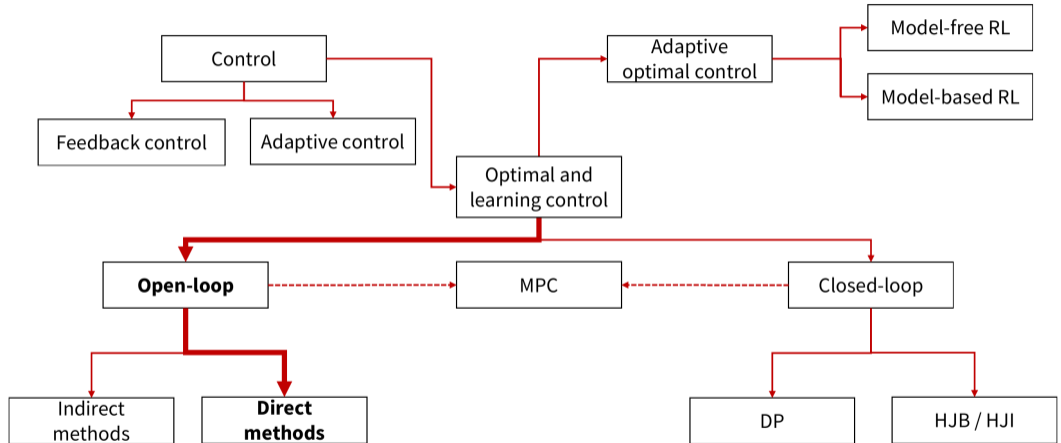 Control
Adaptive
optimal control
Model-free RL
Model-based RL
Feedback control
Adaptive control
Optimal and
learning control
Open-loop
MPC
Closed-loop
Indirect
methods
Direct
methods
DP
HJB / HJI